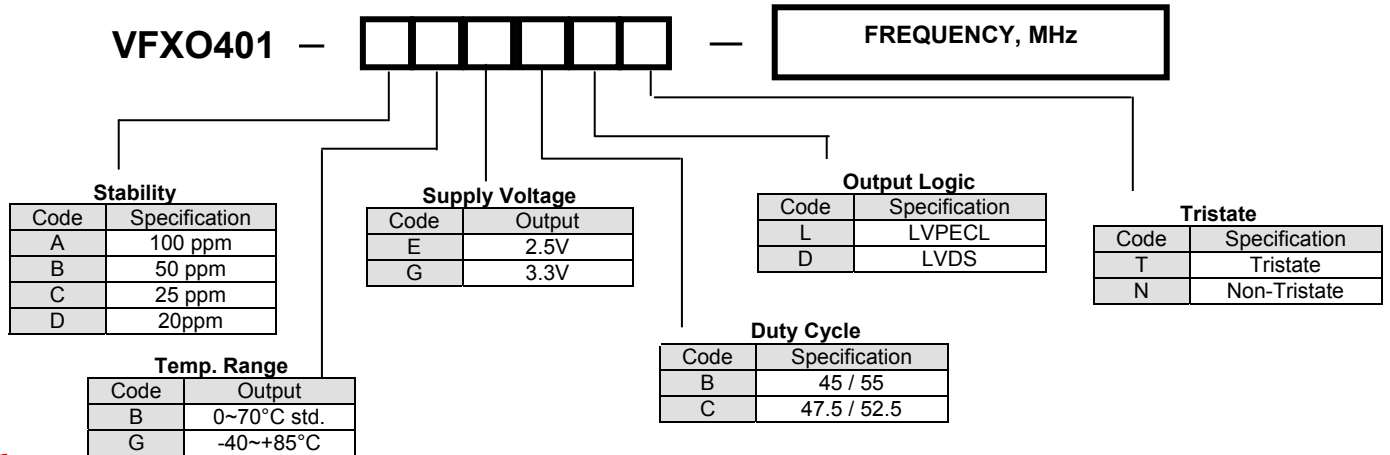 VFXO401 – — FREQUENCY, MHz
Stability
Code Specification
A 100 ppm
B 50 ppm
C 25 ppm
D 20ppm
Temp. Range
Code Output
B 0~70°C std.
G -40~+85°C
Supply Voltage
Code Output
E 2.5V
G 3.3V
Duty Cycle
Code Specification
B 45 / 55
C 47.5 / 52.5
Output Logic
Code Specification
L LVPECL
D LVDS
Tristate
Code Specification
T Tristate
N Non-Tristate